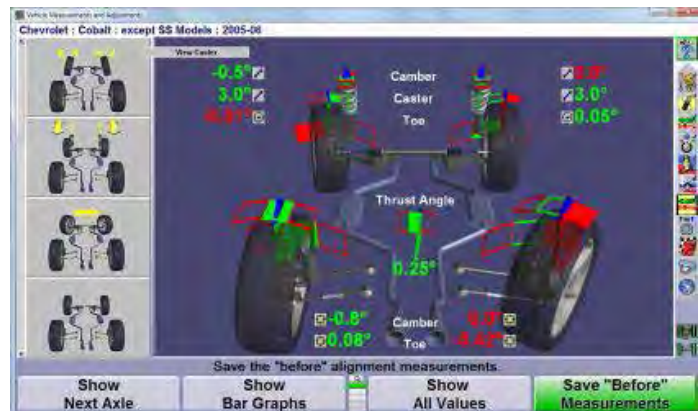 Vehicle Measurements and Adjustments
Chevrolet : Cobalt : except SS Models : 2005-06
View Caster
-0.5° Camber
3.0° Caster 3.0°
Toe 0.05°
Thrust Angle
0.25°
-0.8° Camber
0.08° Toe
Save the "before" alignment measurements.
Show Next Axle
Show Bar Graphs
Show All Values
Save "Before" Measurements